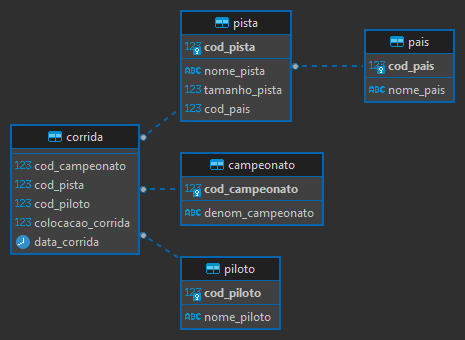 pista
123 cod_pista
ABC nome_pista
123 tamanho_pista
123 cod_pais
pais
123 cod_pais
ABC nome_pais
corrida
123 cod_campeonato
123 cod_pista
123 cod_piloto
123 colocacao_corrida
data_corrida
campeonato
123 cod_campeonato
ABC denom_campeonato
piloto
123 cod_piloto
ABC nome_piloto